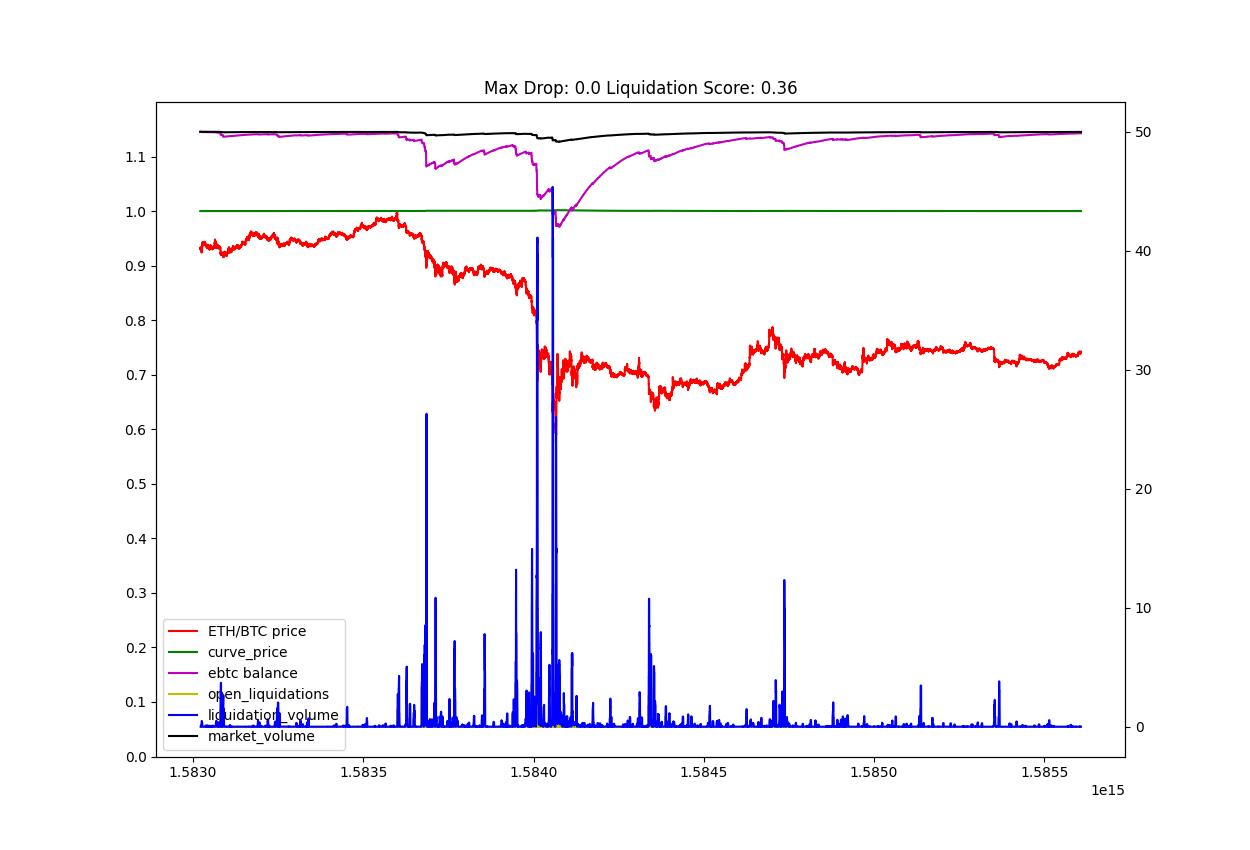 Max Drop: 0.0 Liquidation Score: 0.36
1.1
1.0
0.9
0.8
0.7
0.6
0.5
0.4
0.3
0.2
0.1
0.0
50
40
30
20
10
0
ETH/BTC price
curve_price
ebtc balance
open_liquidations
liquidation_volume
market_volume
1.5830 1.5835 1.5840 1.5845 1.5850 1.5855
1e15